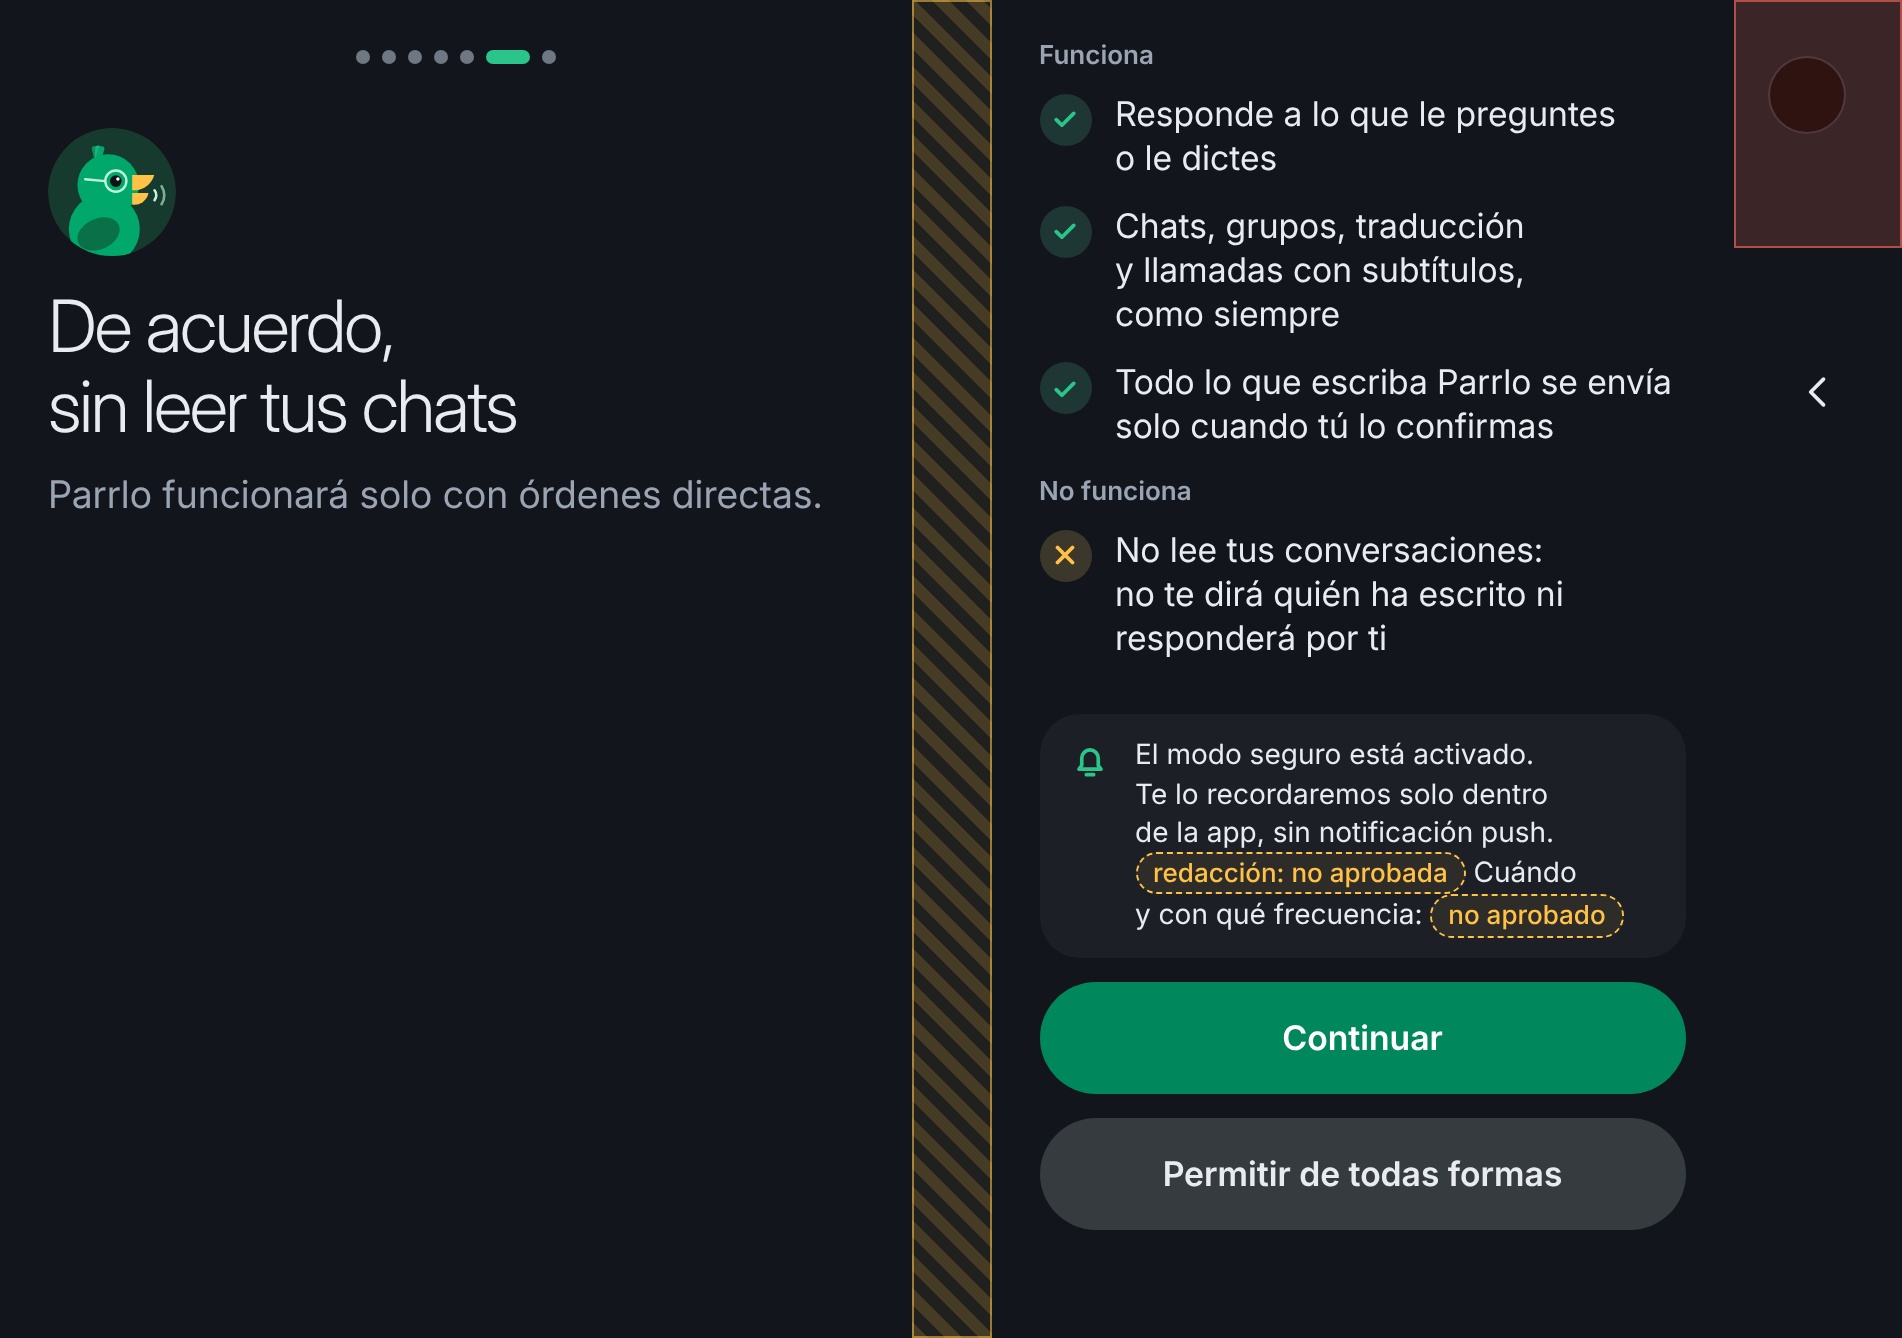 De acuerdo,
sin leer tus chats
Parrlo funcionará solo con órdenes directas.
Funciona
Responde a lo que le preguntes
o le dictes
Chats, grupos, traducción
y llamadas con subtítulos,
como siempre
Todo lo que escriba Parrlo se envía
solo cuando tú lo confirmas
No funciona
No lee tus conversaciones:
no te dirá quién ha escrito ni
responderá por ti
El modo seguro está activado.
Te lo recordaremos solo dentro
de la app, sin notificación push.
redacción: no aprobada Cuándo
y con qué frecuencia: no aprobado
Continuar
Permitir de todas formas